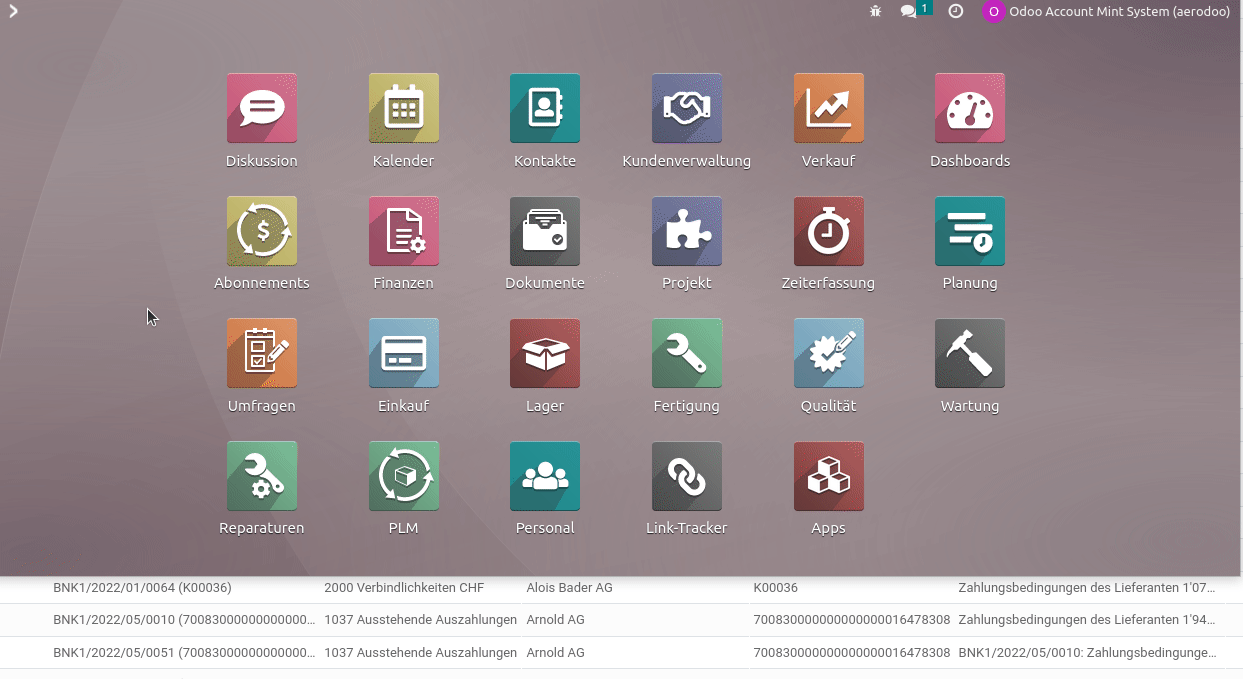 1
O Odoo Account Mint System (aerodoo)
Diskussion Kalender Kontakte Kundenverwaltung Verkauf Dashboards
Abonnements Finanzen Dokumente Projekt Zeiterfassung Planung
Umfragen Einkauf Lager Fertigung Qualität Wartung
Reparaturen PLM Personal Link-Tracker Apps
BNK1/2022/01/0064 (K00036) 2000 Verbindlichkeiten CHF Alois Bader AG K00036 Zahlungsbedingungen des Lieferanten 1'07...
BNK1/2022/05/0010 (70083000000000000... 1037 Ausstehende Auszahlungen Arnold AG 70083000000000000016478308 Zahlungsbedingungen des Lieferanten 1'94...
BNK1/2022/05/0051 (70083000000000000... 1037 Ausstehende Auszahlungen Arnold AG 70083000000000000016478308 BNK1/2022/05/0010: Zahlungsbedingunge...